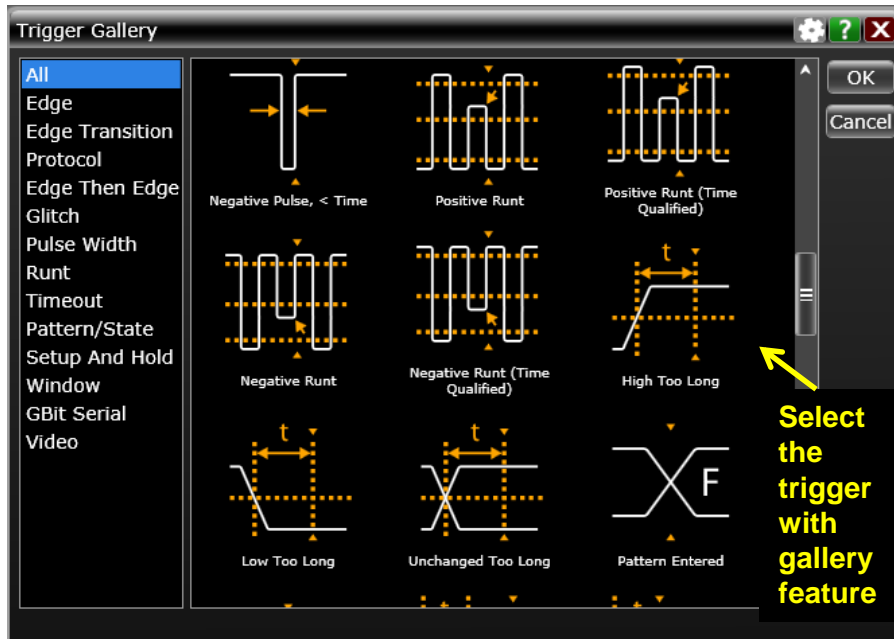 Trigger Gallery
?
X
All
Edge
Edge Transition
Protocol
Edge Then Edge
Glitch
Pulse Width
Runt
Timeout
Pattern/State
Setup And Hold
Window
GBit Serial
Video
OK
Cancel
Negative Pulse, < Time
Positive Runt
Positive Runt (Time
Qualified)
t
Negative Runt
Negative Runt (Time
Qualified)
High Too Long
t
t
F
Low Too Long
Unchanged Too Long
Pattern Entered
t
t
Select
the
trigger
with
gallery
feature